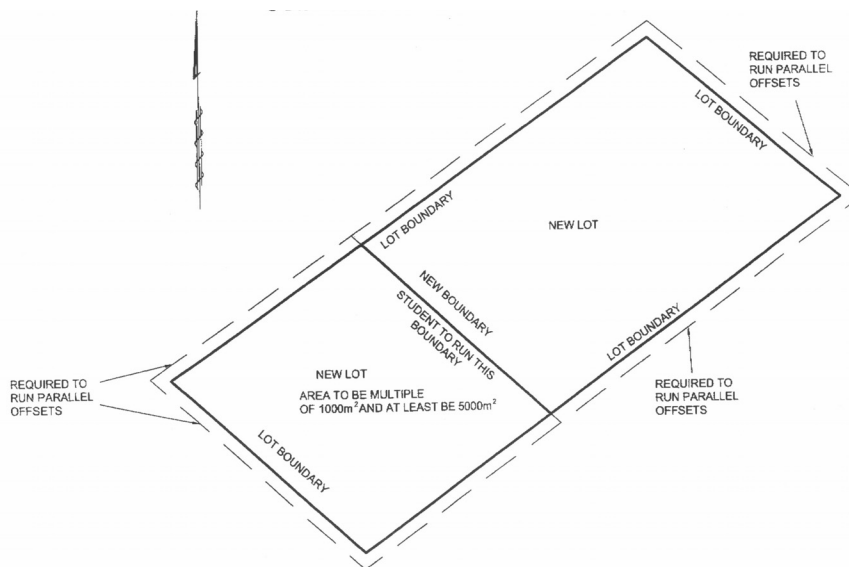 REQUIRED TO
RUN PARALLEL
OFFSETS
LOT BOUNDARY
LOT BOUNDARY
NEW LOT
NEW BOUNDARY
STUDENT TO RUN THIS
BOUNDARY
LOT BOUNDARY
NEW LOT
AREA TO BE MULTIPLE
OF 1000m² AND AT LEAST BE 5000m²
REQUIRED TO
RUN PARALLEL
OFFSETS
REQUIRED TO
RUN PARALLEL
OFFSETS
LOT BOUNDARY